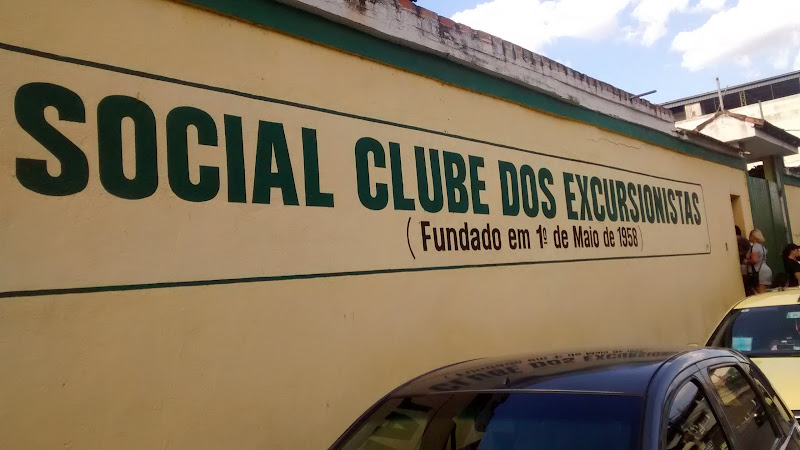 SOCIAL CLUBE DOS EXCURSIONISTAS
(Fundado em 1º de Maio de 1958)